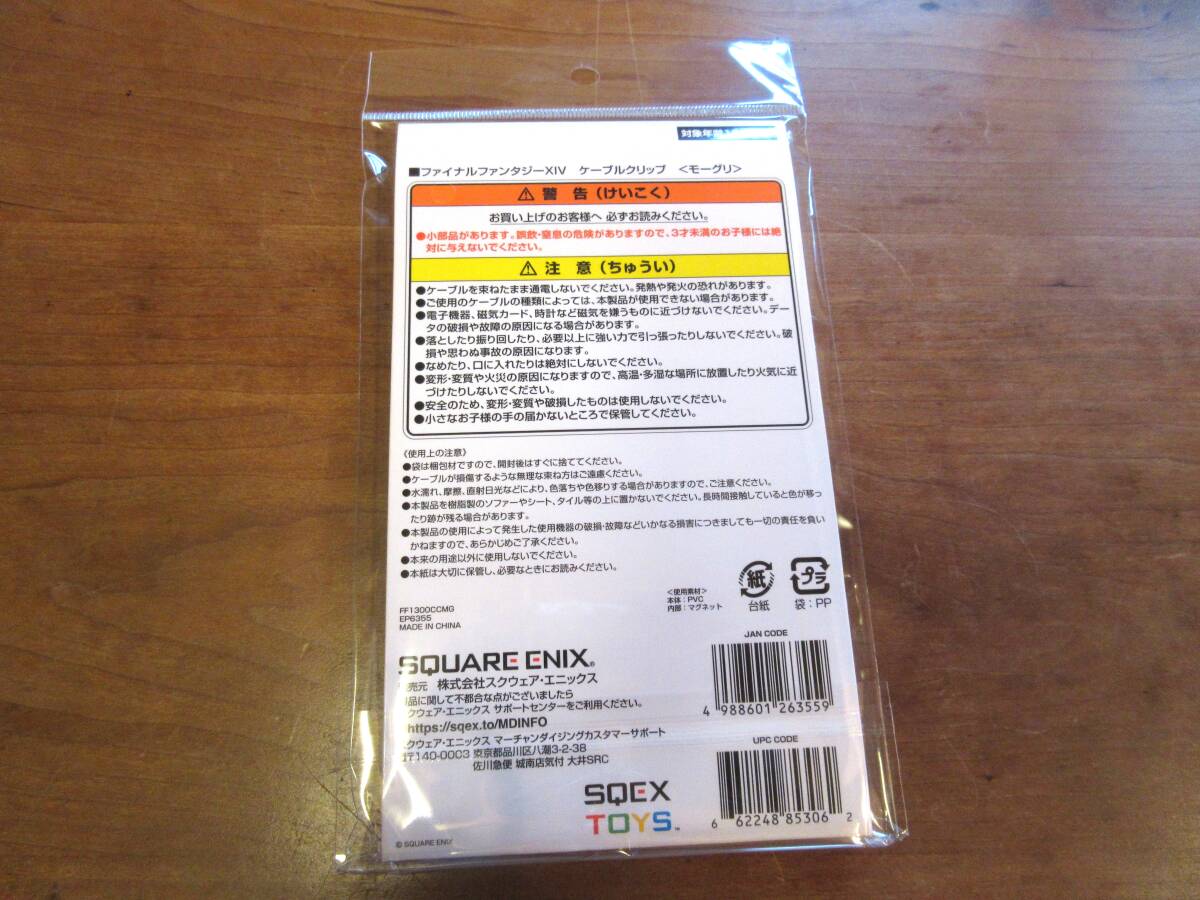 対象年齢
■ファイナルファンタジーXIV ケーブルクリップ <モーグリ>
⚠警 告(けいこく)
お買い上げのお客様へ 必ずお読みください。
●小部品があります。誤飲・窒息の危険がありますので、3才未満のお子様には絶
対に与えないでください。
⚠注 意(ちゅうい)
●ケーブルを束ねたまま通電しないでください。発熱や発火の恐れがあります。
●ご使用のケーブルの種類によっては、本製品が使用できない場合があります。
●電子機器、磁気カード、時計など磁気を嫌うものに近づけないでください。デー
タの破損や故障の原因になる場合があります。
●落としたり振り回したり、必要以上に強い力で引っ張ったりしないでください。破
損や思わぬ事故の原因になります。
●なめたり、口に入れたりは絶対にしないでください。
●変形・変質や火災の原因になりますので、高温・多湿な場所に放置したり火気に近
づけたりしないでください。
●安全のため、変形・変質や破損したものは使用しないでください。
●小さなお子様の手の届かないところで保管してください。
《使用上の注意》
●袋は梱包材ですので、開封後はすぐに捨ててください。
●ケーブルが損傷するような無理な束ね方はご遠慮ください。
●水濡れ、摩擦、直射日光などにより、色落ちや色移りする場合がありますので、ご注意ください。
●本製品を樹脂製のソファーやシート、タイル等の上に置かないでください。長時間接触していると色が移っ
たり跡が残る場合があります。
●本製品の使用によって発生した使用機器の破損・故障などいかなる損害につきましても一切の責任を負い
かねますので、あらかじめご了承ください。
●本来の用途以外に使用しないでください。
●本紙は大切に保管し、必要なときにお読みください。
<使用素材>
本体:PVC
内部:マグネット
紙
台紙
プラ
袋:PP
FF1300CCMG
EP6355
MADE IN CHINA
JAN CODE
4 988601 263559
SQUARE ENIX®
売元 株式会社スクウェア・エニックス
品に関して不都合な点がございましたら
クウェア・エニックス サポートセンターをご利用ください。
https://sqex.to/MDINFO
クウェア・エニックス マーチャンダイジングカスタマーサポート
〒140-0003 東京都品川区八潮3-2-38
佐川急便 城南店気付 大井SRC
UPC CODE
6 62248 85306 2
SQEX
TOYS™
© SQUARE ENIX